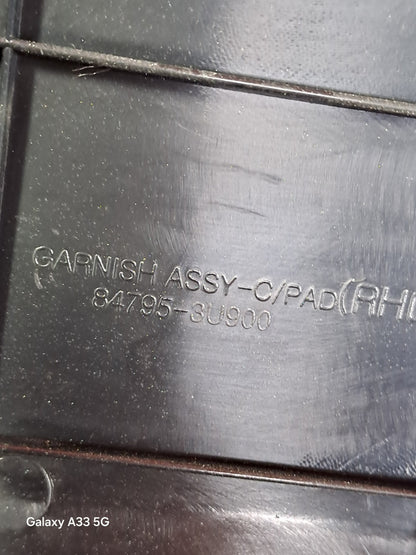 GARNISH ASSY-C/PAD(RH
84795-3U900
Galaxy A33 5G